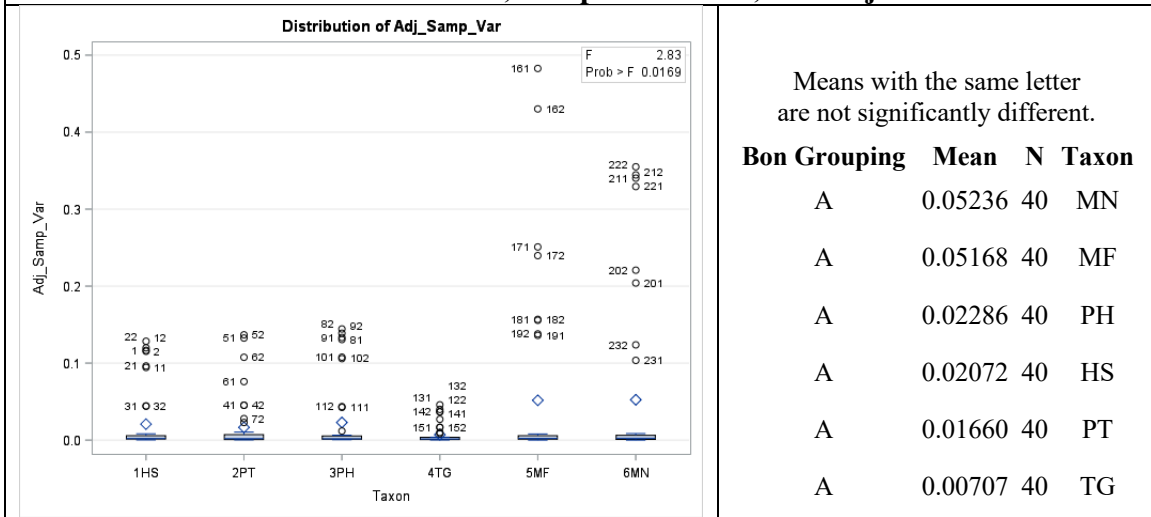 Distribution of Adj_Samp_Var
F 2.83
Prob > F 0.0169
Adj_Samp_Var
0.5
0.4
0.3
0.2
0.1
0.0
22 12
1 2
21 11
31 32
51 52
62
61
41 42
72
82 92
91 81
101 102
112 111
132
131 122
142 141
151 152
161
162
171 172
181 182
192 191
222 212
211 221
202 201
232 231
1HS 2PT 3PH 4TG 5MF 6MN
Taxon
Means with the same letter
are not significantly different.
Bon Grouping Mean N Taxon
A 0.05236 40 MN
A 0.05168 40 MF
A 0.02286 40 PH
A 0.02072 40 HS
A 0.01660 40 PT
A 0.00707 40 TG